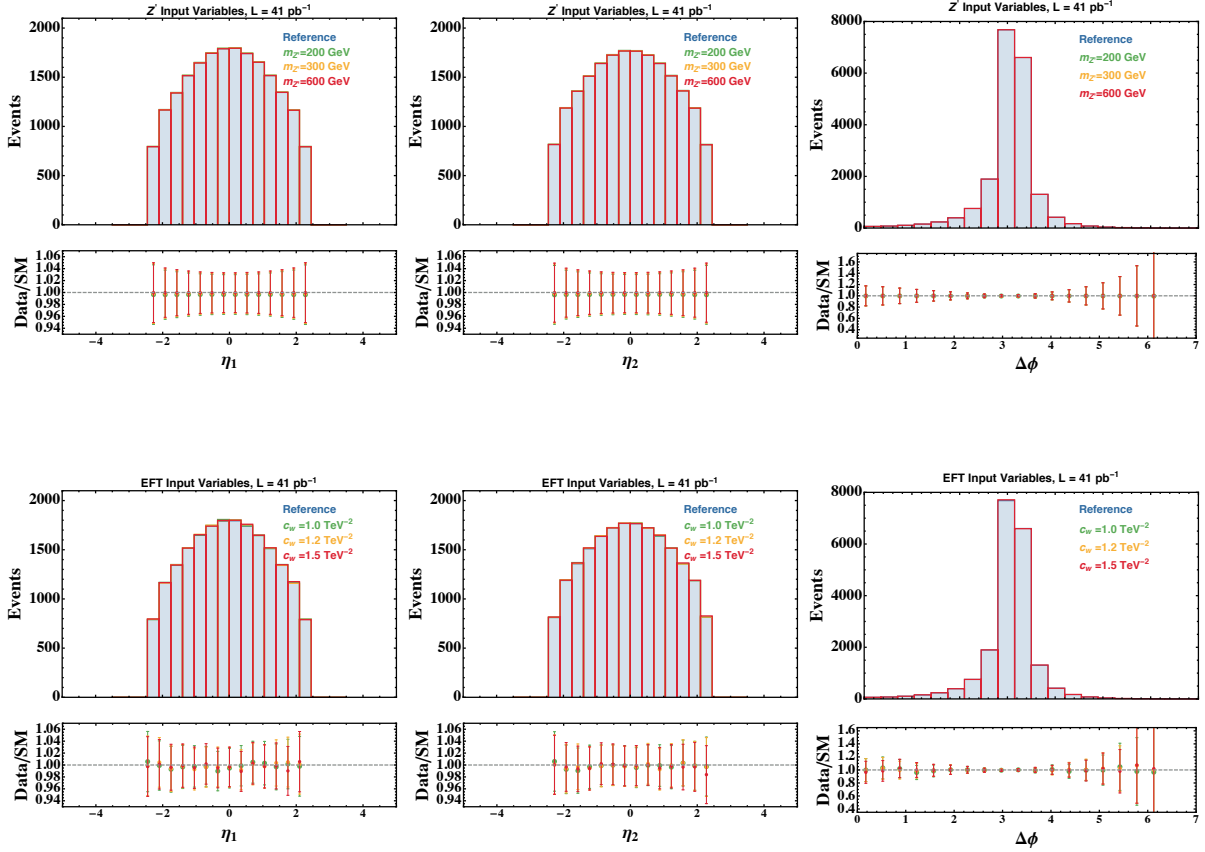 Z′ Input Variables, L = 41 pb⁻¹
Reference
m_Z′=200 GeV
m_Z′=300 GeV
m_Z′=600 GeV
Events
2000
1500
1000
500
0
Data/SM
1.06
1.04
1.02
1.00
0.98
0.96
0.94
−4
−2
0
2
4
η₁
Z′ Input Variables, L = 41 pb⁻¹
Reference
m_Z′=200 GeV
m_Z′=300 GeV
m_Z′=600 GeV
Events
2000
1500
1000
500
0
Data/SM
1.06
1.04
1.02
1.00
0.98
0.96
0.94
−4
−2
0
2
4
η₂
Z′ Input Variables, L = 41 pb⁻¹
Reference
m_Z′=200 GeV
m_Z′=300 GeV
m_Z′=600 GeV
Events
8000
6000
4000
2000
0
Data/SM
1.6
1.4
1.2
1.0
0.8
0.6
0.4
0
1
2
3
4
5
6
7
Δϕ
EFT Input Variables, L = 41 pb⁻¹
Reference
c_w =1.0 TeV⁻²
c_w =1.2 TeV⁻²
c_w =1.5 TeV⁻²
Events
2000
1500
1000
500
0
Data/SM
1.06
1.04
1.02
1.00
0.98
0.96
0.94
−4
−2
0
2
4
η₁
EFT Input Variables, L = 41 pb⁻¹
Reference
c_w =1.0 TeV⁻²
c_w =1.2 TeV⁻²
c_w =1.5 TeV⁻²
Events
2000
1500
1000
500
0
Data/SM
1.06
1.04
1.02
1.00
0.98
0.96
0.94
−4
−2
0
2
4
η₂
EFT Input Variables, L = 41 pb⁻¹
Reference
c_w =1.0 TeV⁻²
c_w =1.2 TeV⁻²
c_w =1.5 TeV⁻²
Events
8000
6000
4000
2000
0
Data/SM
1.6
1.4
1.2
1.0
0.8
0.6
0.4
0
1
2
3
4
5
6
7
Δϕ